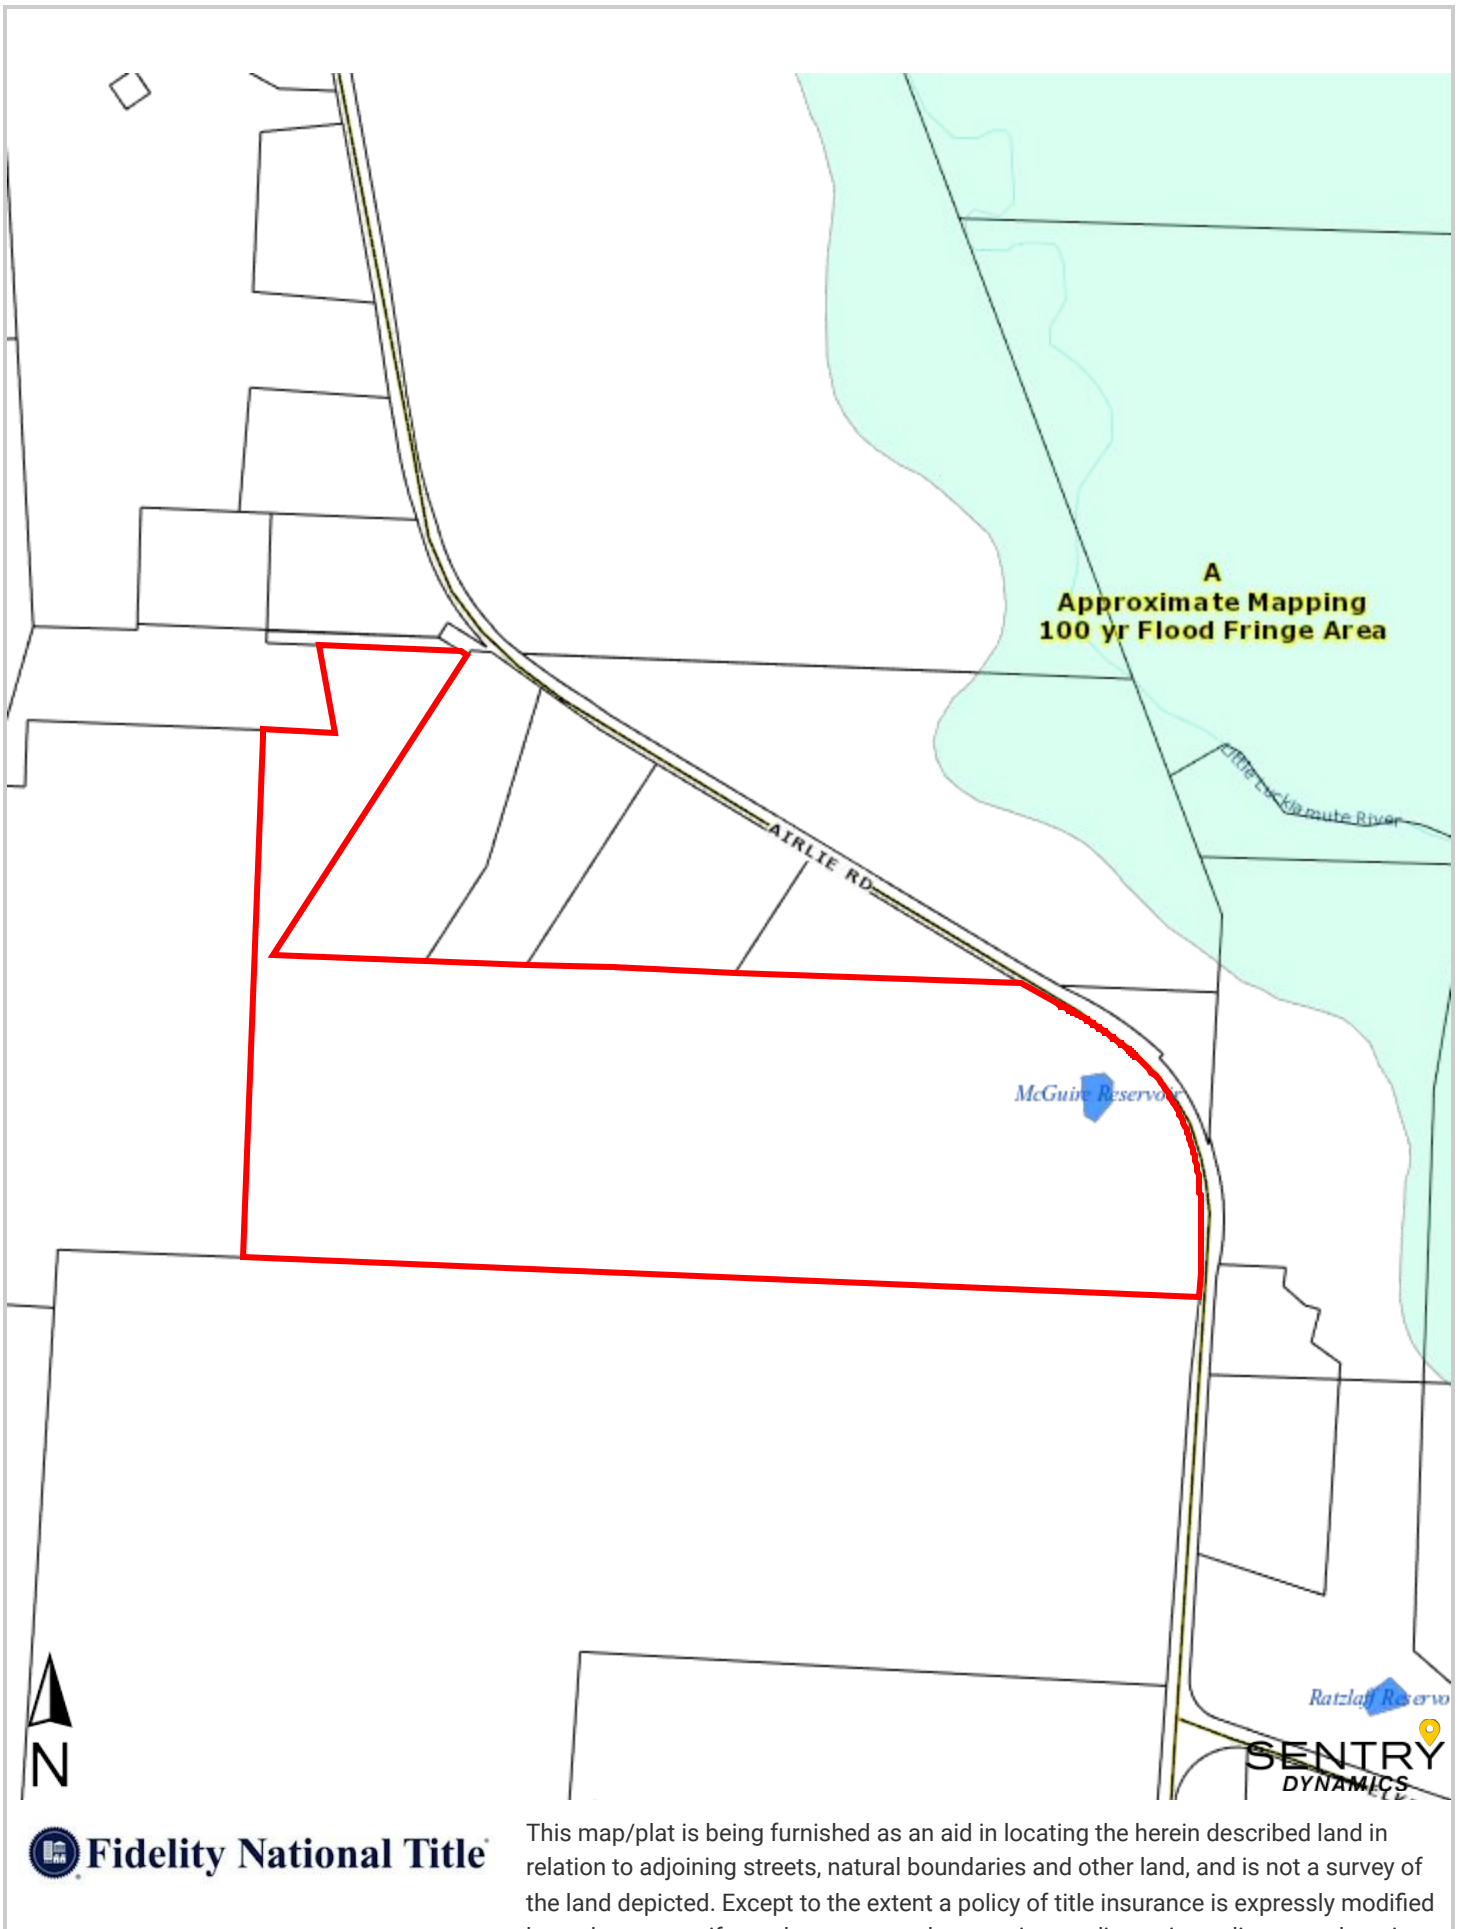 A
Approximate Mapping
100 yr Flood Fringe Area
Little Luckiamute River
AIRLIE RD
McGuire Reservoir
Ratzlaff Reservo
N
SENTRY
DYNAMICS
Fidelity National Title
This map/plat is being furnished as an aid in locating the herein described land in
relation to adjoining streets, natural boundaries and other land, and is not a survey of
the land depicted. Except to the extent a policy of title insurance is expressly modified